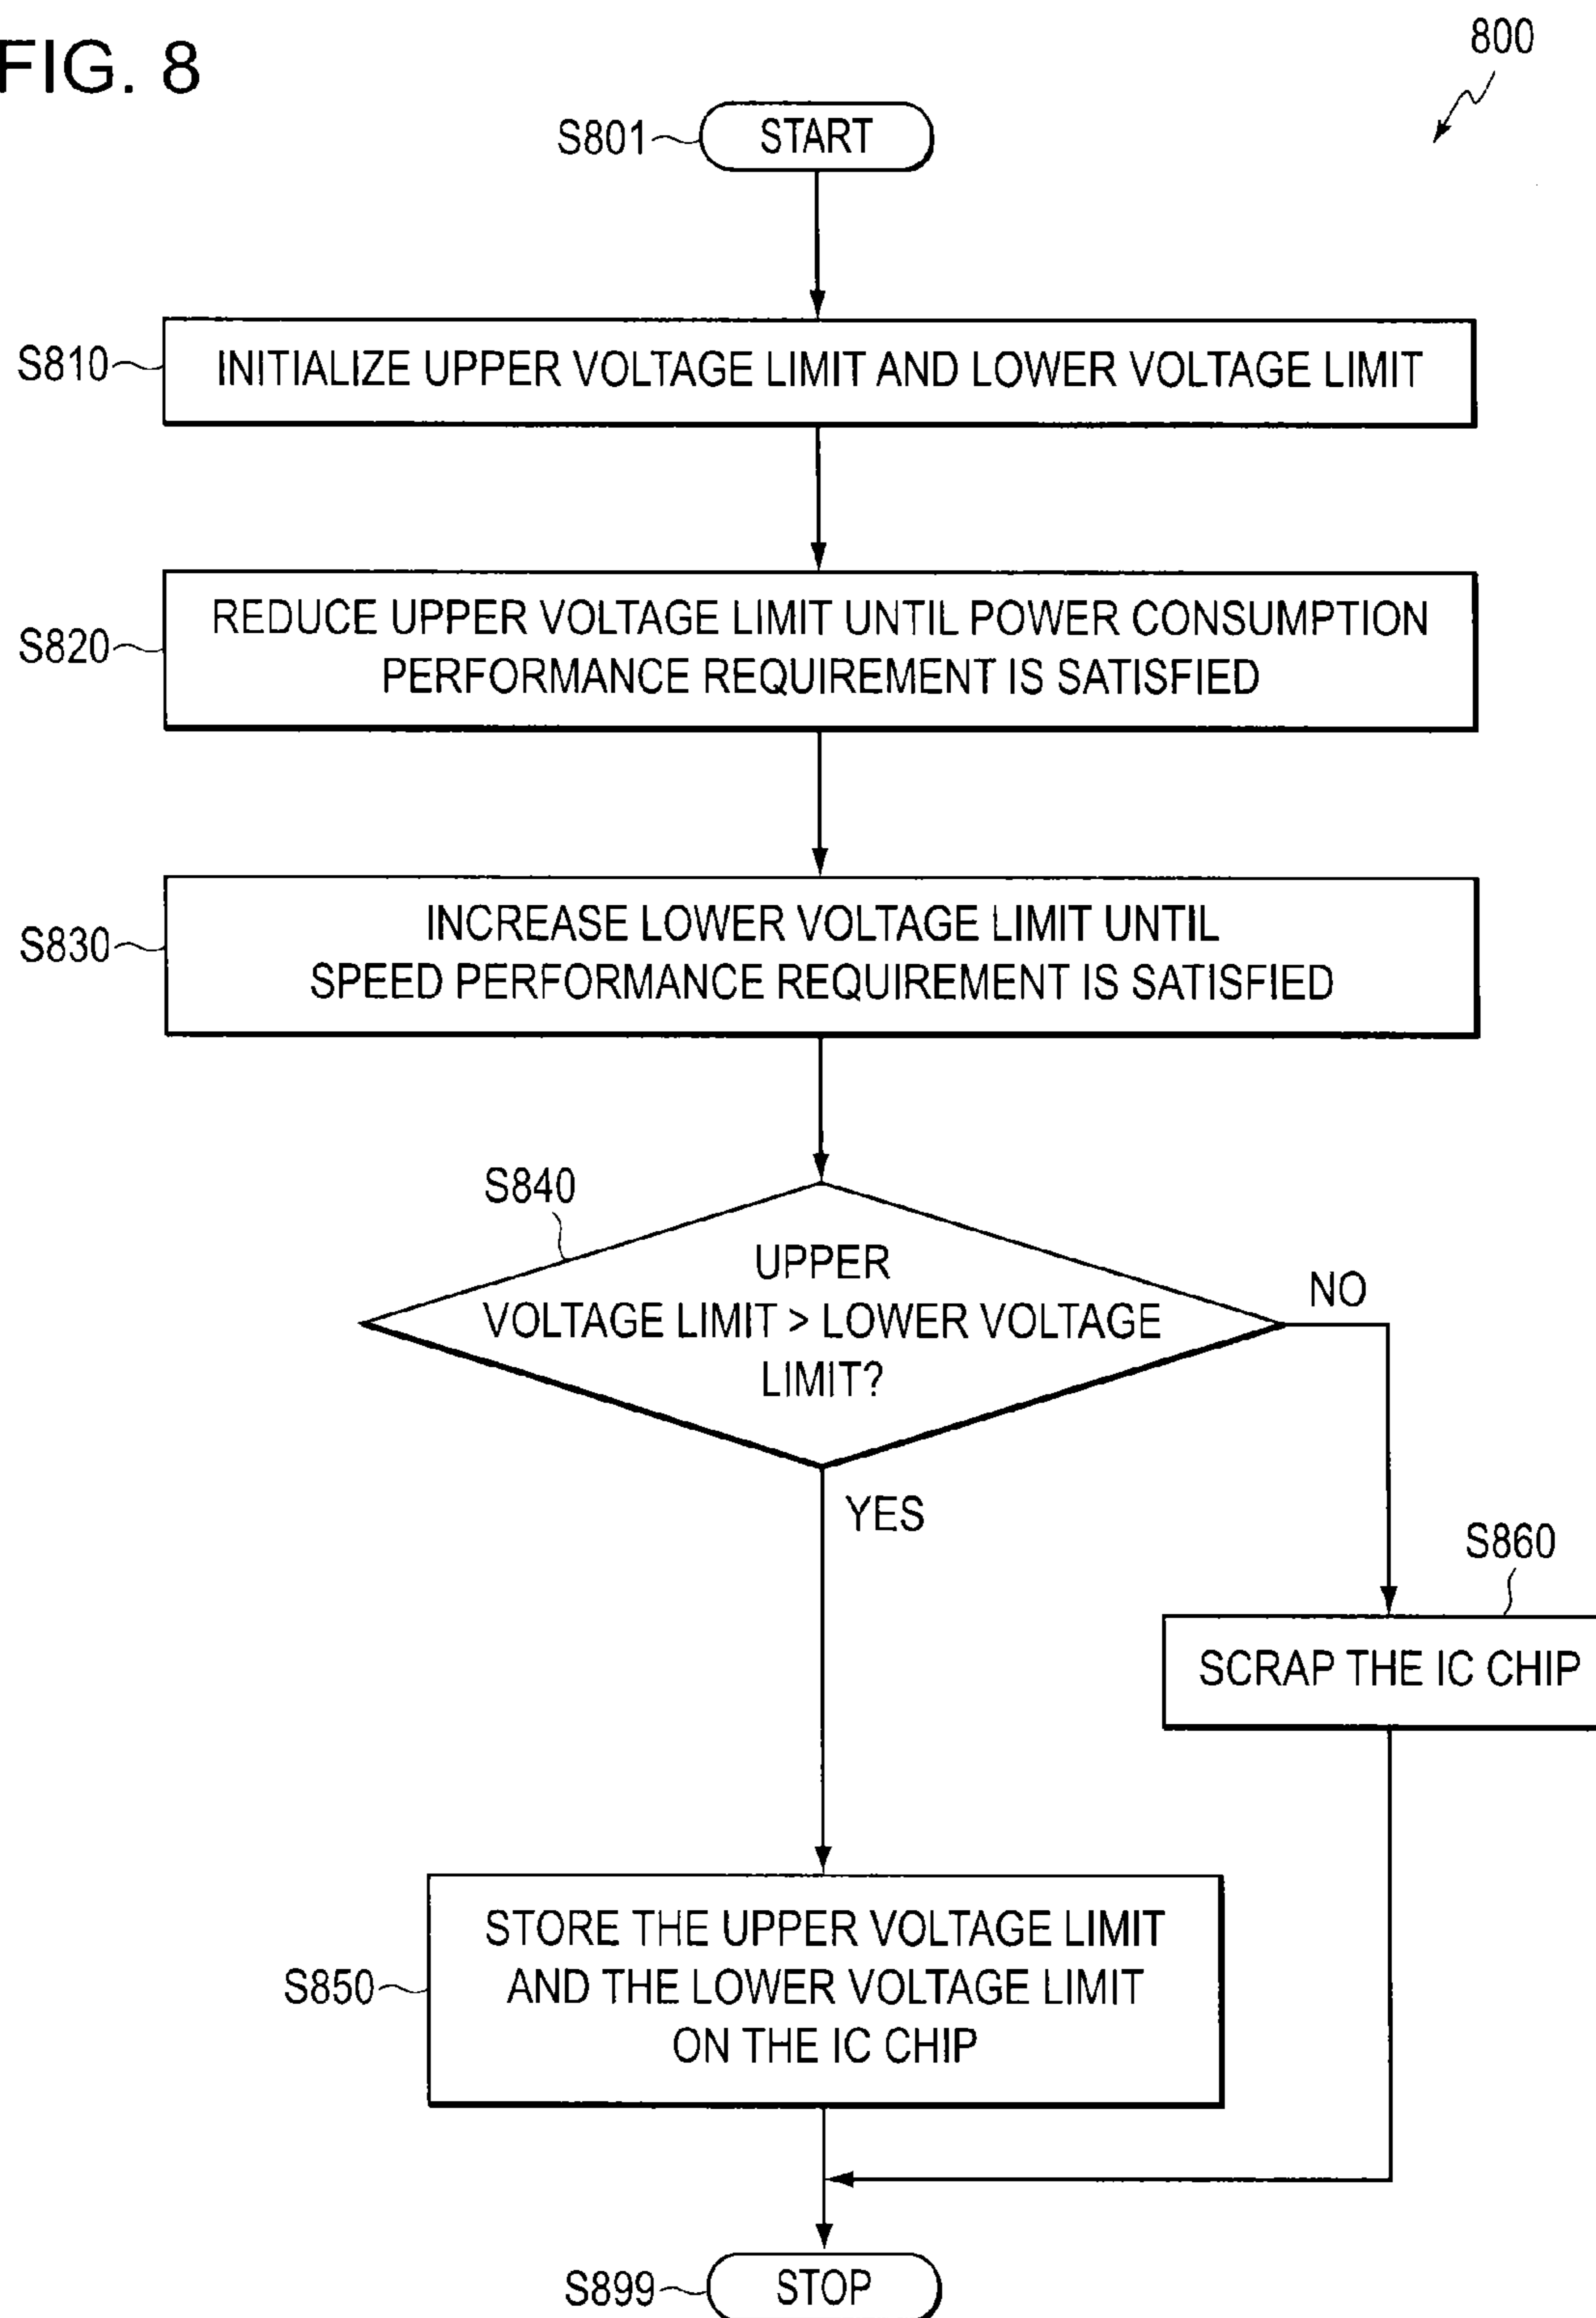 FIG. 8
800
S801
START
S810
INITIALIZE UPPER VOLTAGE LIMIT AND LOWER VOLTAGE LIMIT
S820
REDUCE UPPER VOLTAGE LIMIT UNTIL POWER CONSUMPTION
PERFORMANCE REQUIREMENT IS SATISFIED
S830
INCREASE LOWER VOLTAGE LIMIT UNTIL
SPEED PERFORMANCE REQUIREMENT IS SATISFIED
S840
UPPER
VOLTAGE LIMIT > LOWER VOLTAGE
LIMIT?
NO
YES
S860
SCRAP THE IC CHIP
S850
STORE THE UPPER VOLTAGE LIMIT
AND THE LOWER VOLTAGE LIMIT
ON THE IC CHIP
S899
STOP